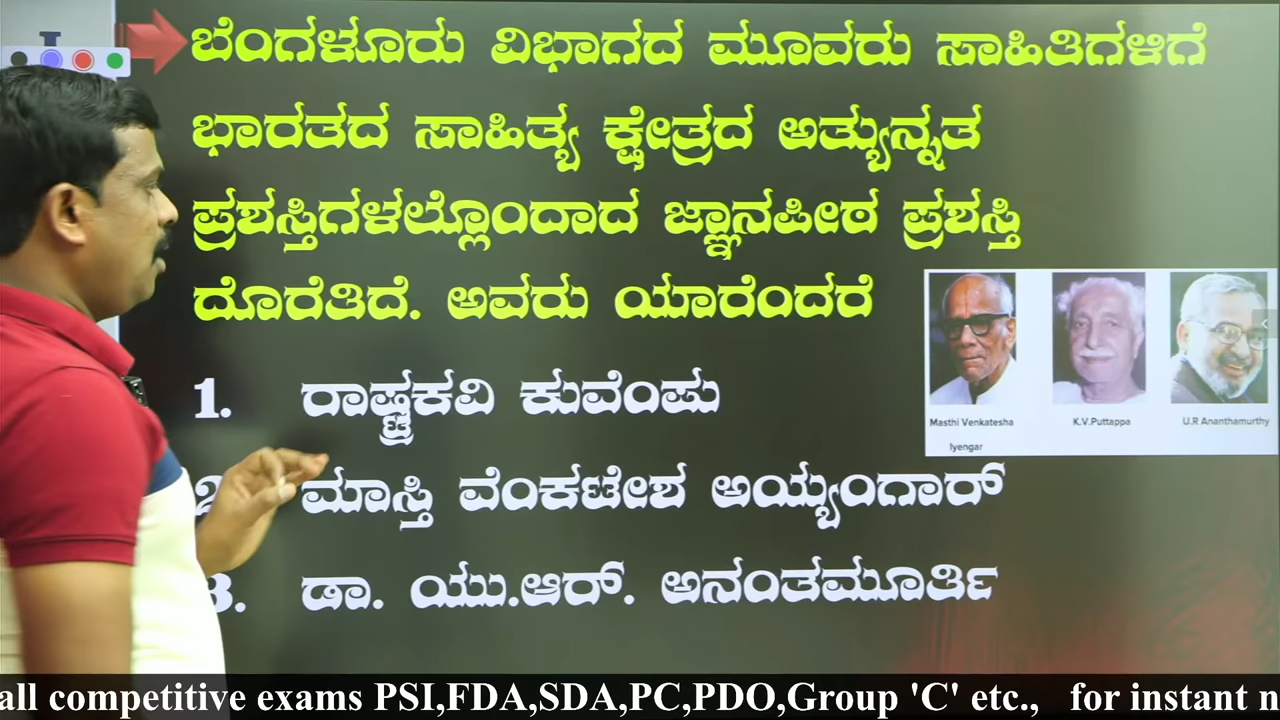 ಬೆಂಗಳೂರು ವಿಭಾಗದ ಮೂವರು ಸಾಹಿತಿಗಳಿಗೆ
ಭಾರತದ ಸಾಹಿತ್ಯ ಕ್ಷೇತ್ರದ ಅತ್ಯುನ್ನತ
ಪ್ರಶಸ್ತಿಗಳಲ್ಲೊಂದಾದ ಜ್ಞಾನಪೀಠ ಪ್ರಶಸ್ತಿ
ದೊರೆತಿದೆ. ಅವರು ಯಾರೆಂದರೆ
1. ರಾಷ್ಟ್ರಕವಿ ಕುವೆಂಪು
2. ಮಾಸ್ತಿ ವೆಂಕಟೇಶ ಅಯ್ಯಂಗಾರ್
3. ಡಾ. ಯು.ಆರ್. ಅನಂತಮೂರ್ತಿ
Masthi Venkatesha
Iyengar
K.V.Puttappa
U.R Ananthamurthy
all competitive exams PSI,FDA,SDA,PC,PDO,Group 'C' etc., for instant n